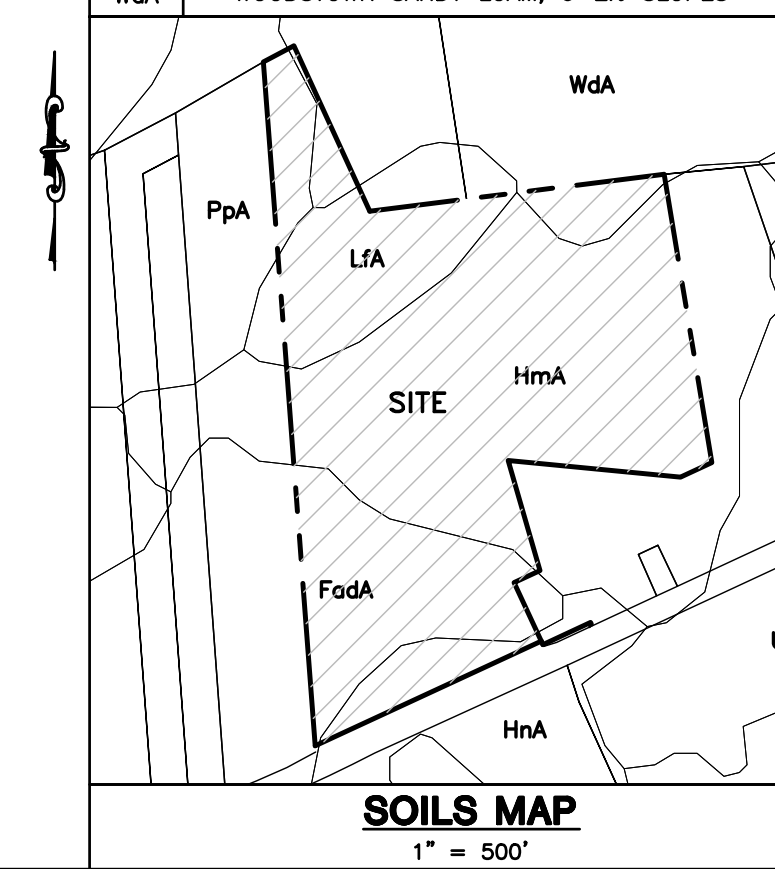 WdA
PpA
LfA
HmA
SITE
FadA
HnA
SOILS MAP
1" = 500'